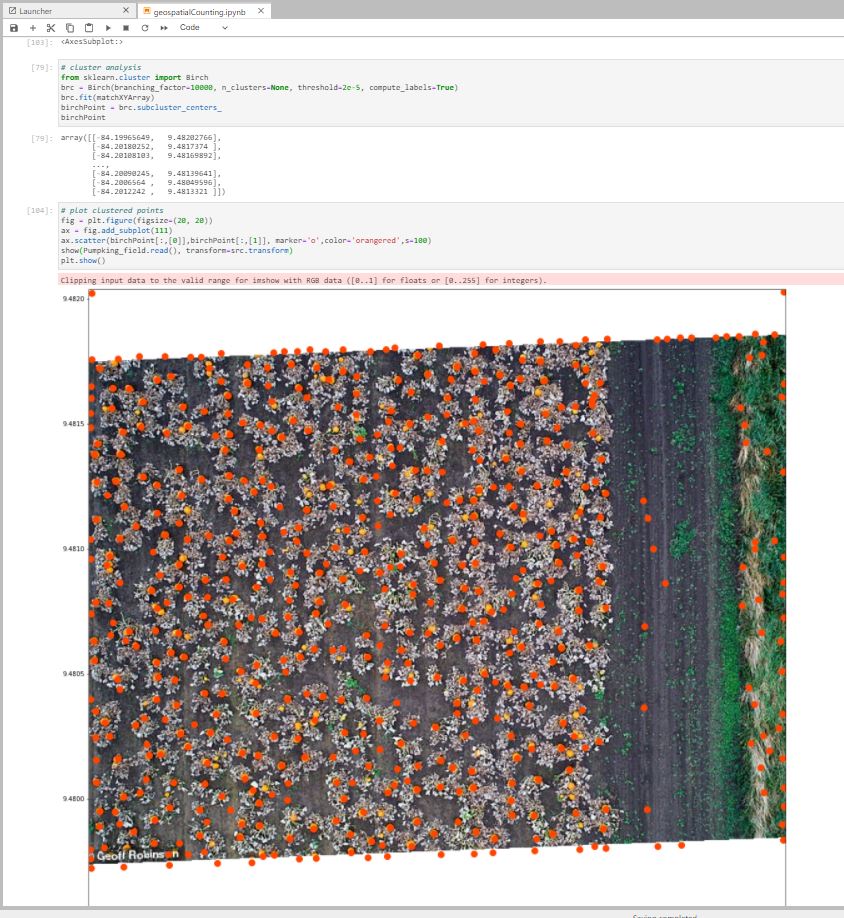 Launcher
geospatialCounting.ipynb
Code
[103]: <AxesSubplot:>
[79]: # cluster analysis
from sklearn.cluster import Birch
brc = Birch(branching_factor=10000, n_clusters=None, threshold=2e-5, compute_labels=True)
brc.fit(matchXYArray)
birchPoint = brc.subcluster_centers_
birchPoint
[79]: array([[-84.19965649, 9.48202766],
[-84.20180252, 9.4817374 ],
[-84.20108103, 9.48169892],
...,
[-84.20090245, 9.48139641],
[-84.2006564 , 9.48049596],
[-84.2012242 , 9.4813321 ]])
[104]: # plot clustered points
fig = plt.figure(figsize=(20, 20))
ax = fig.add_subplot(111)
ax.scatter(birchPoint[:,[0]],birchPoint[:,[1]], marker='o',color='orangered',s=100)
show(Pumpking_field.read(), transform=src.transform)
plt.show()
Clipping input data to the valid range for imshow with RGB data ([0..1] for floats or [0..255] for integers).
9.4820
9.4815
9.4810
9.4805
9.4800
Geoff